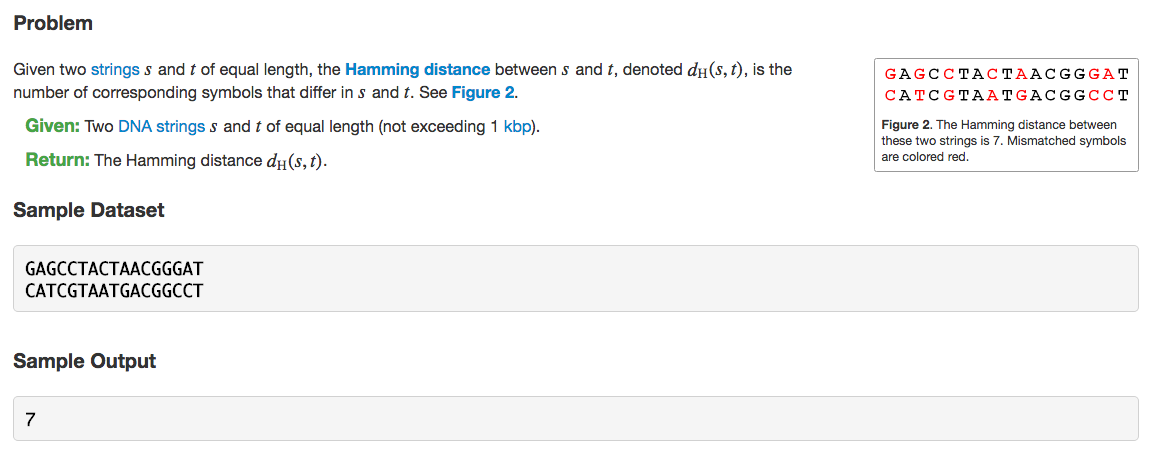 Problem
Given two strings s and t of equal length, the Hamming distance between s and t, denoted dH(s, t), is the
number of corresponding symbols that differ in s and t. See Figure 2.
Given: Two DNA strings s and t of equal length (not exceeding 1 kbp).
Return: The Hamming distance dH(s, t).
GAGCCTACTAACGGGAT
CATCGTAATGACGGCCT
Figure 2. The Hamming distance between
these two strings is 7. Mismatched symbols
are colored red.
Sample Dataset
GAGCCTACTAACGGGAT
CATCGTAATGACGGCCT
Sample Output
7